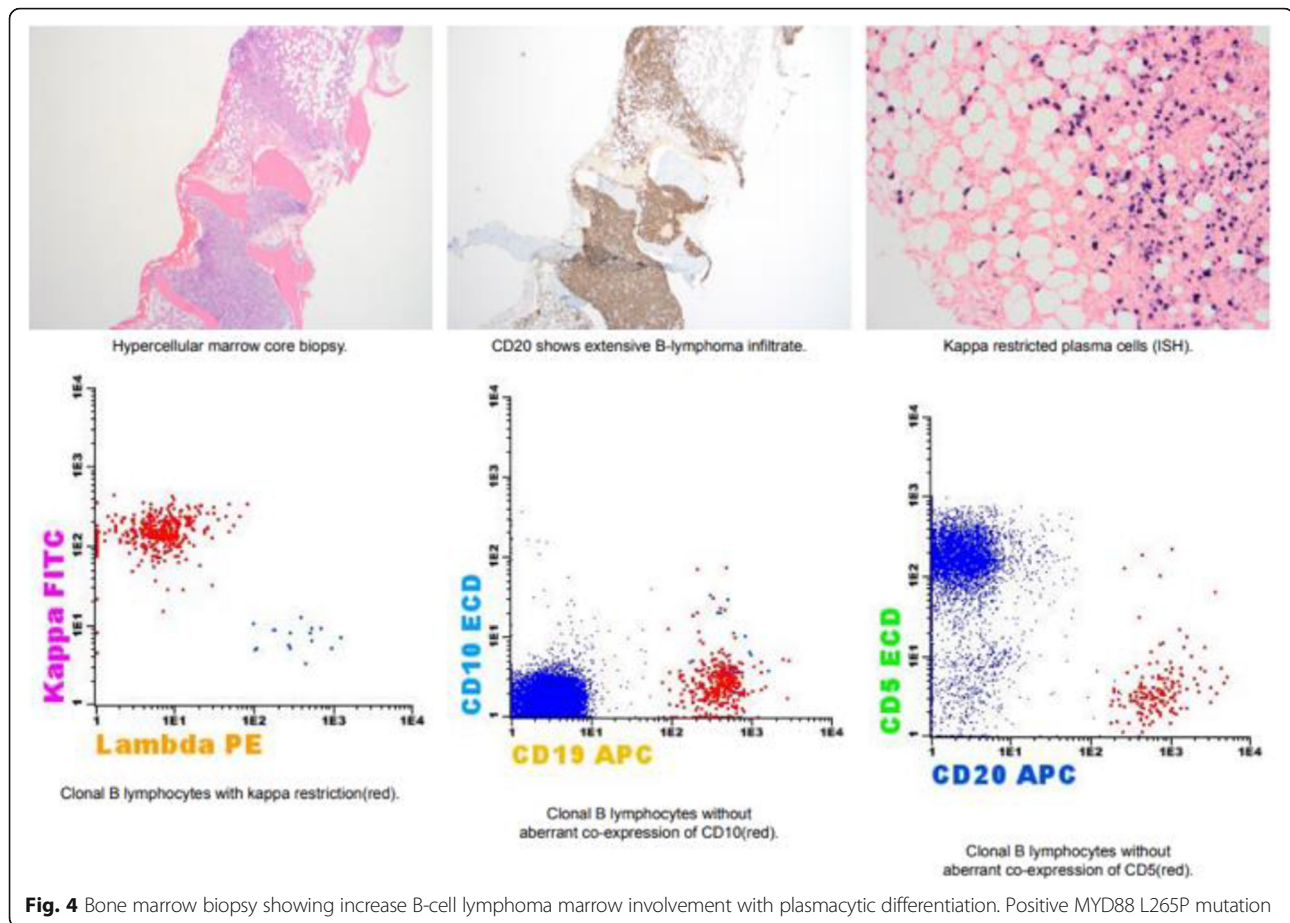 Hypercellular marrow core biopsy.
CD20 shows extensive B-lymphoma infiltrate.
Kappa restricted plasma cells (ISH).
1E4
1E3
1E2
1E1
1
Kappa FITC
1
1E1
1E2
1E3
1E4
Lambda PE
Clonal B lymphocytes with kappa restriction(red).
1E4
1E3
1E2
1E1
1
CD10 ECD
1
1E1
1E2
1E3
1E4
CD19 APC
Clonal B lymphocytes without
aberrant co-expression of CD10(red).
1E4
1E3
1E2
1E1
1
CD5 ECD
1
1E1
1E2
1E3
1E4
CD20 APC
Clonal B lymphocytes without
aberrant co-expression of CD5(red).
Fig. 4 Bone marrow biopsy showing increase B-cell lymphoma marrow involvement with plasmacytic differentiation. Positive MYD88 L265P mutation